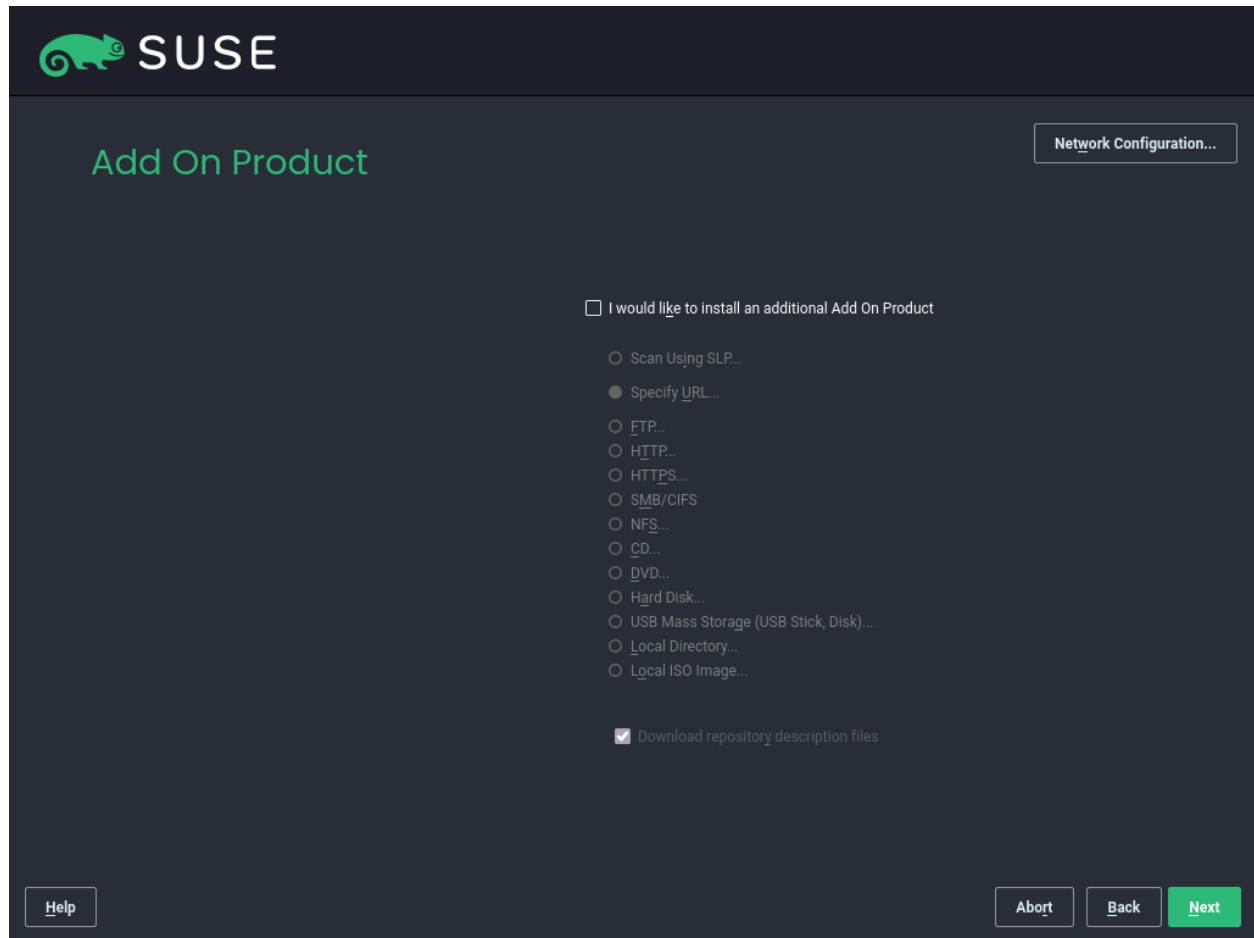 SUSE
Add On Product
Network Configuration...
I would like to install an additional Add On Product
Scan Using SLP...
Specify URL...
FTP...
HTTP...
HTTPS...
SMB/CIFS
NFS...
CD...
DVD...
Hard Disk...
USB Mass Storage (USB Stick, Disk)...
Local Directory...
Local ISO Image...
Download repository description files
Help
Abort
Back
Next